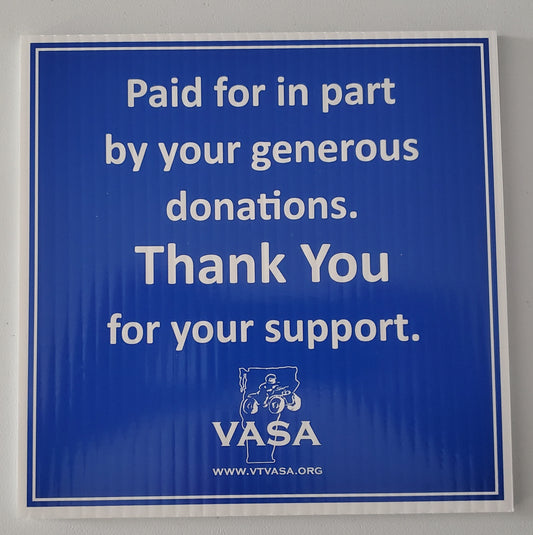 Paid for in part
by your generous
donations.
Thank You
for your support.
VASA
WWW.VTVASA.ORG